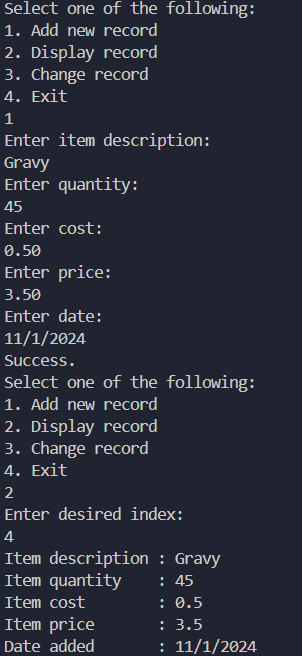 Select one of the following:
1. Add new record
2. Display record
3. Change record
4. Exit
1
Enter item description:
Gravy
Enter quantity:
45
Enter cost:
0.50
Enter price:
3.50
Enter date:
11/1/2024
Success.
Select one of the following:
1. Add new record
2. Display record
3. Change record
4. Exit
2
Enter desired index:
4
Item description : Gravy
Item quantity    : 45
Item cost        : 0.5
Item price       : 3.5
Date added       : 11/1/2024